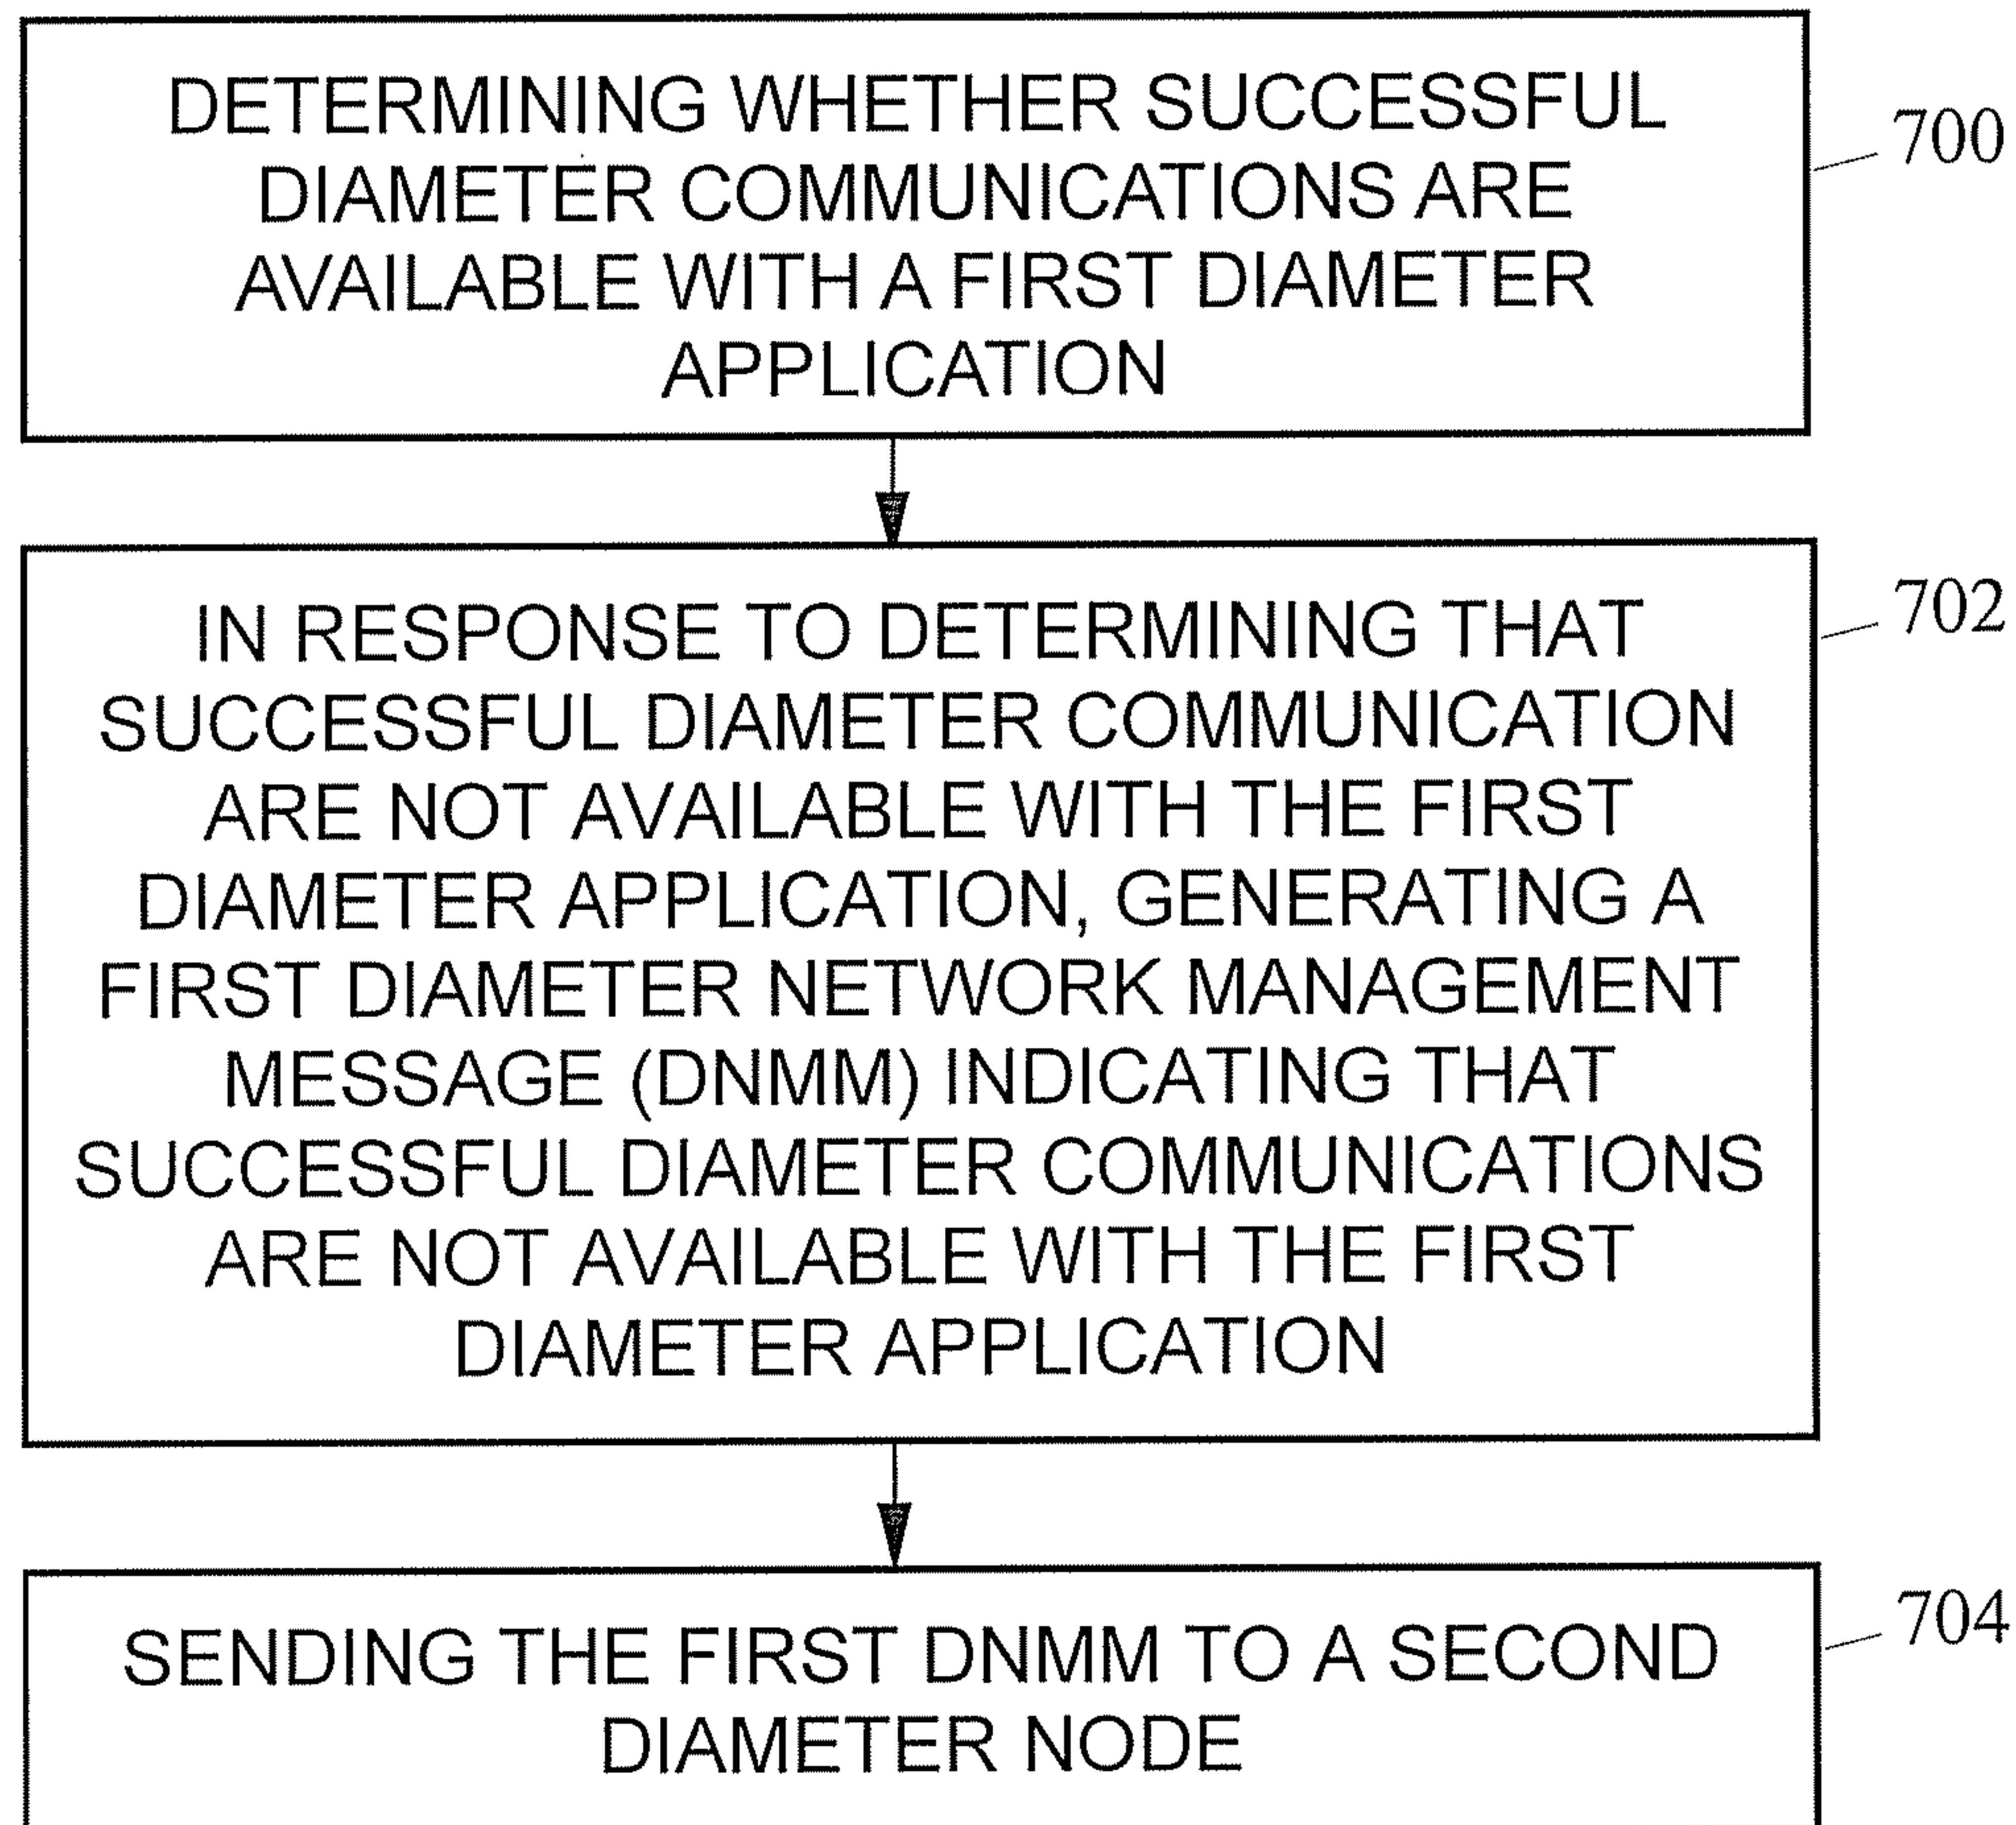 DETERMINING WHETHER SUCCESSFUL
DIAMETER COMMUNICATIONS ARE
AVAILABLE WITH A FIRST DIAMETER
APPLICATION
700
IN RESPONSE TO DETERMINING THAT
SUCCESSFUL DIAMETER COMMUNICATION
ARE NOT AVAILABLE WITH THE FIRST
DIAMETER APPLICATION, GENERATING A
FIRST DIAMETER NETWORK MANAGEMENT
MESSAGE (DNMM) INDICATING THAT
SUCCESSFUL DIAMETER COMMUNICATIONS
ARE NOT AVAILABLE WITH THE FIRST
DIAMETER APPLICATION
702
SENDING THE FIRST DNMM TO A SECOND
DIAMETER NODE
704